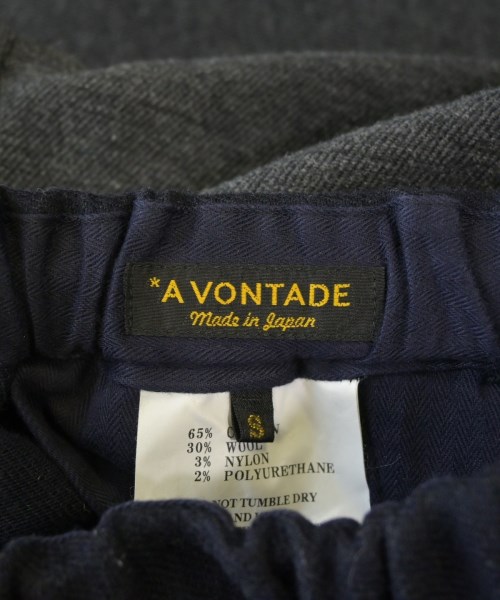 *A VONTADE
Made in Japan
S
65%
30% WOOL
3% NYLON
2% POLYURETHANE
NOT TUMBLE DRY